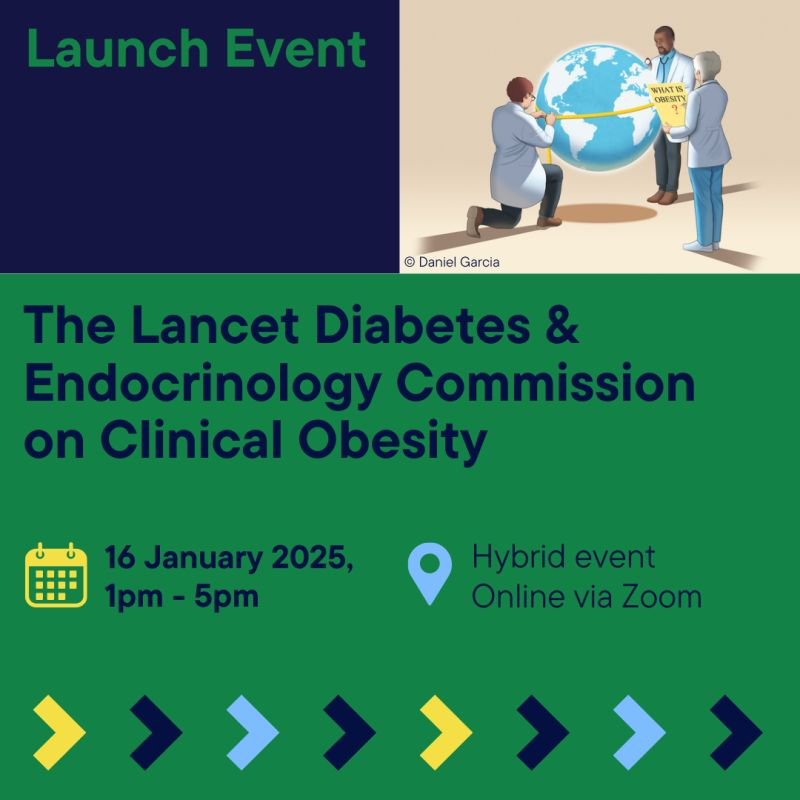 Launch Event
WHAT IS
OBESITY
?
© Daniel Garcia
The Lancet Diabetes &
Endocrinology Commission
on Clinical Obesity
16 January 2025,
1pm - 5pm
Hybrid event
Online via Zoom